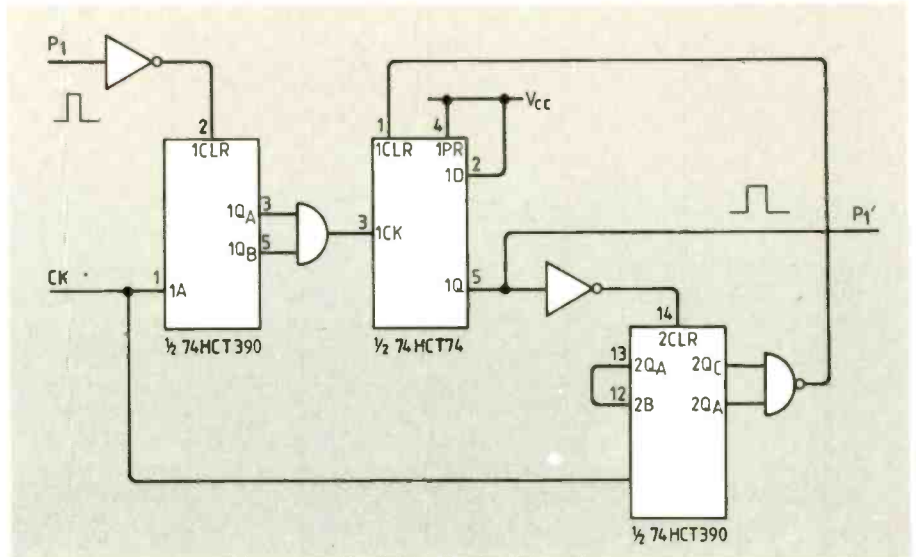 P1
2
1CLR
1QA 3
1QB 5
CK
1 1A
½ 74HCT390
1 4 VCC
1CLR 1PR
1D 2
3 1CK
1Q 5
½ 74HCT74
P1'
14
2CLR
13 2QA 2QC
12 2B 2QA
½ 74HCT390